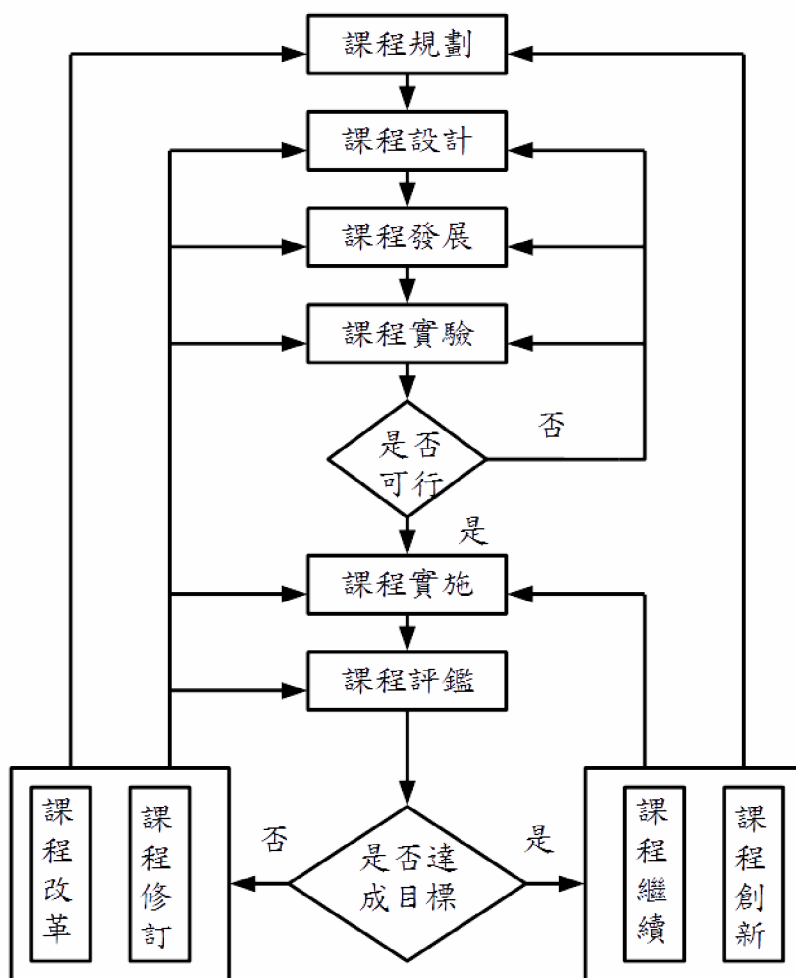 課程規劃
課程設計
課程發展
課程實驗
是否
可行
否
是
課程實施
課程評鑑
課程改革
課程修訂
否
是否達
成目標
是
課程繼續
課程創新